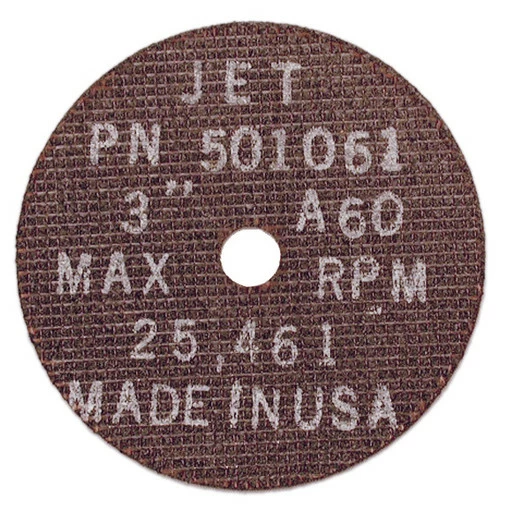 JET
PN 501061
3" A60
MAX RPM
25,461
MADE IN USA